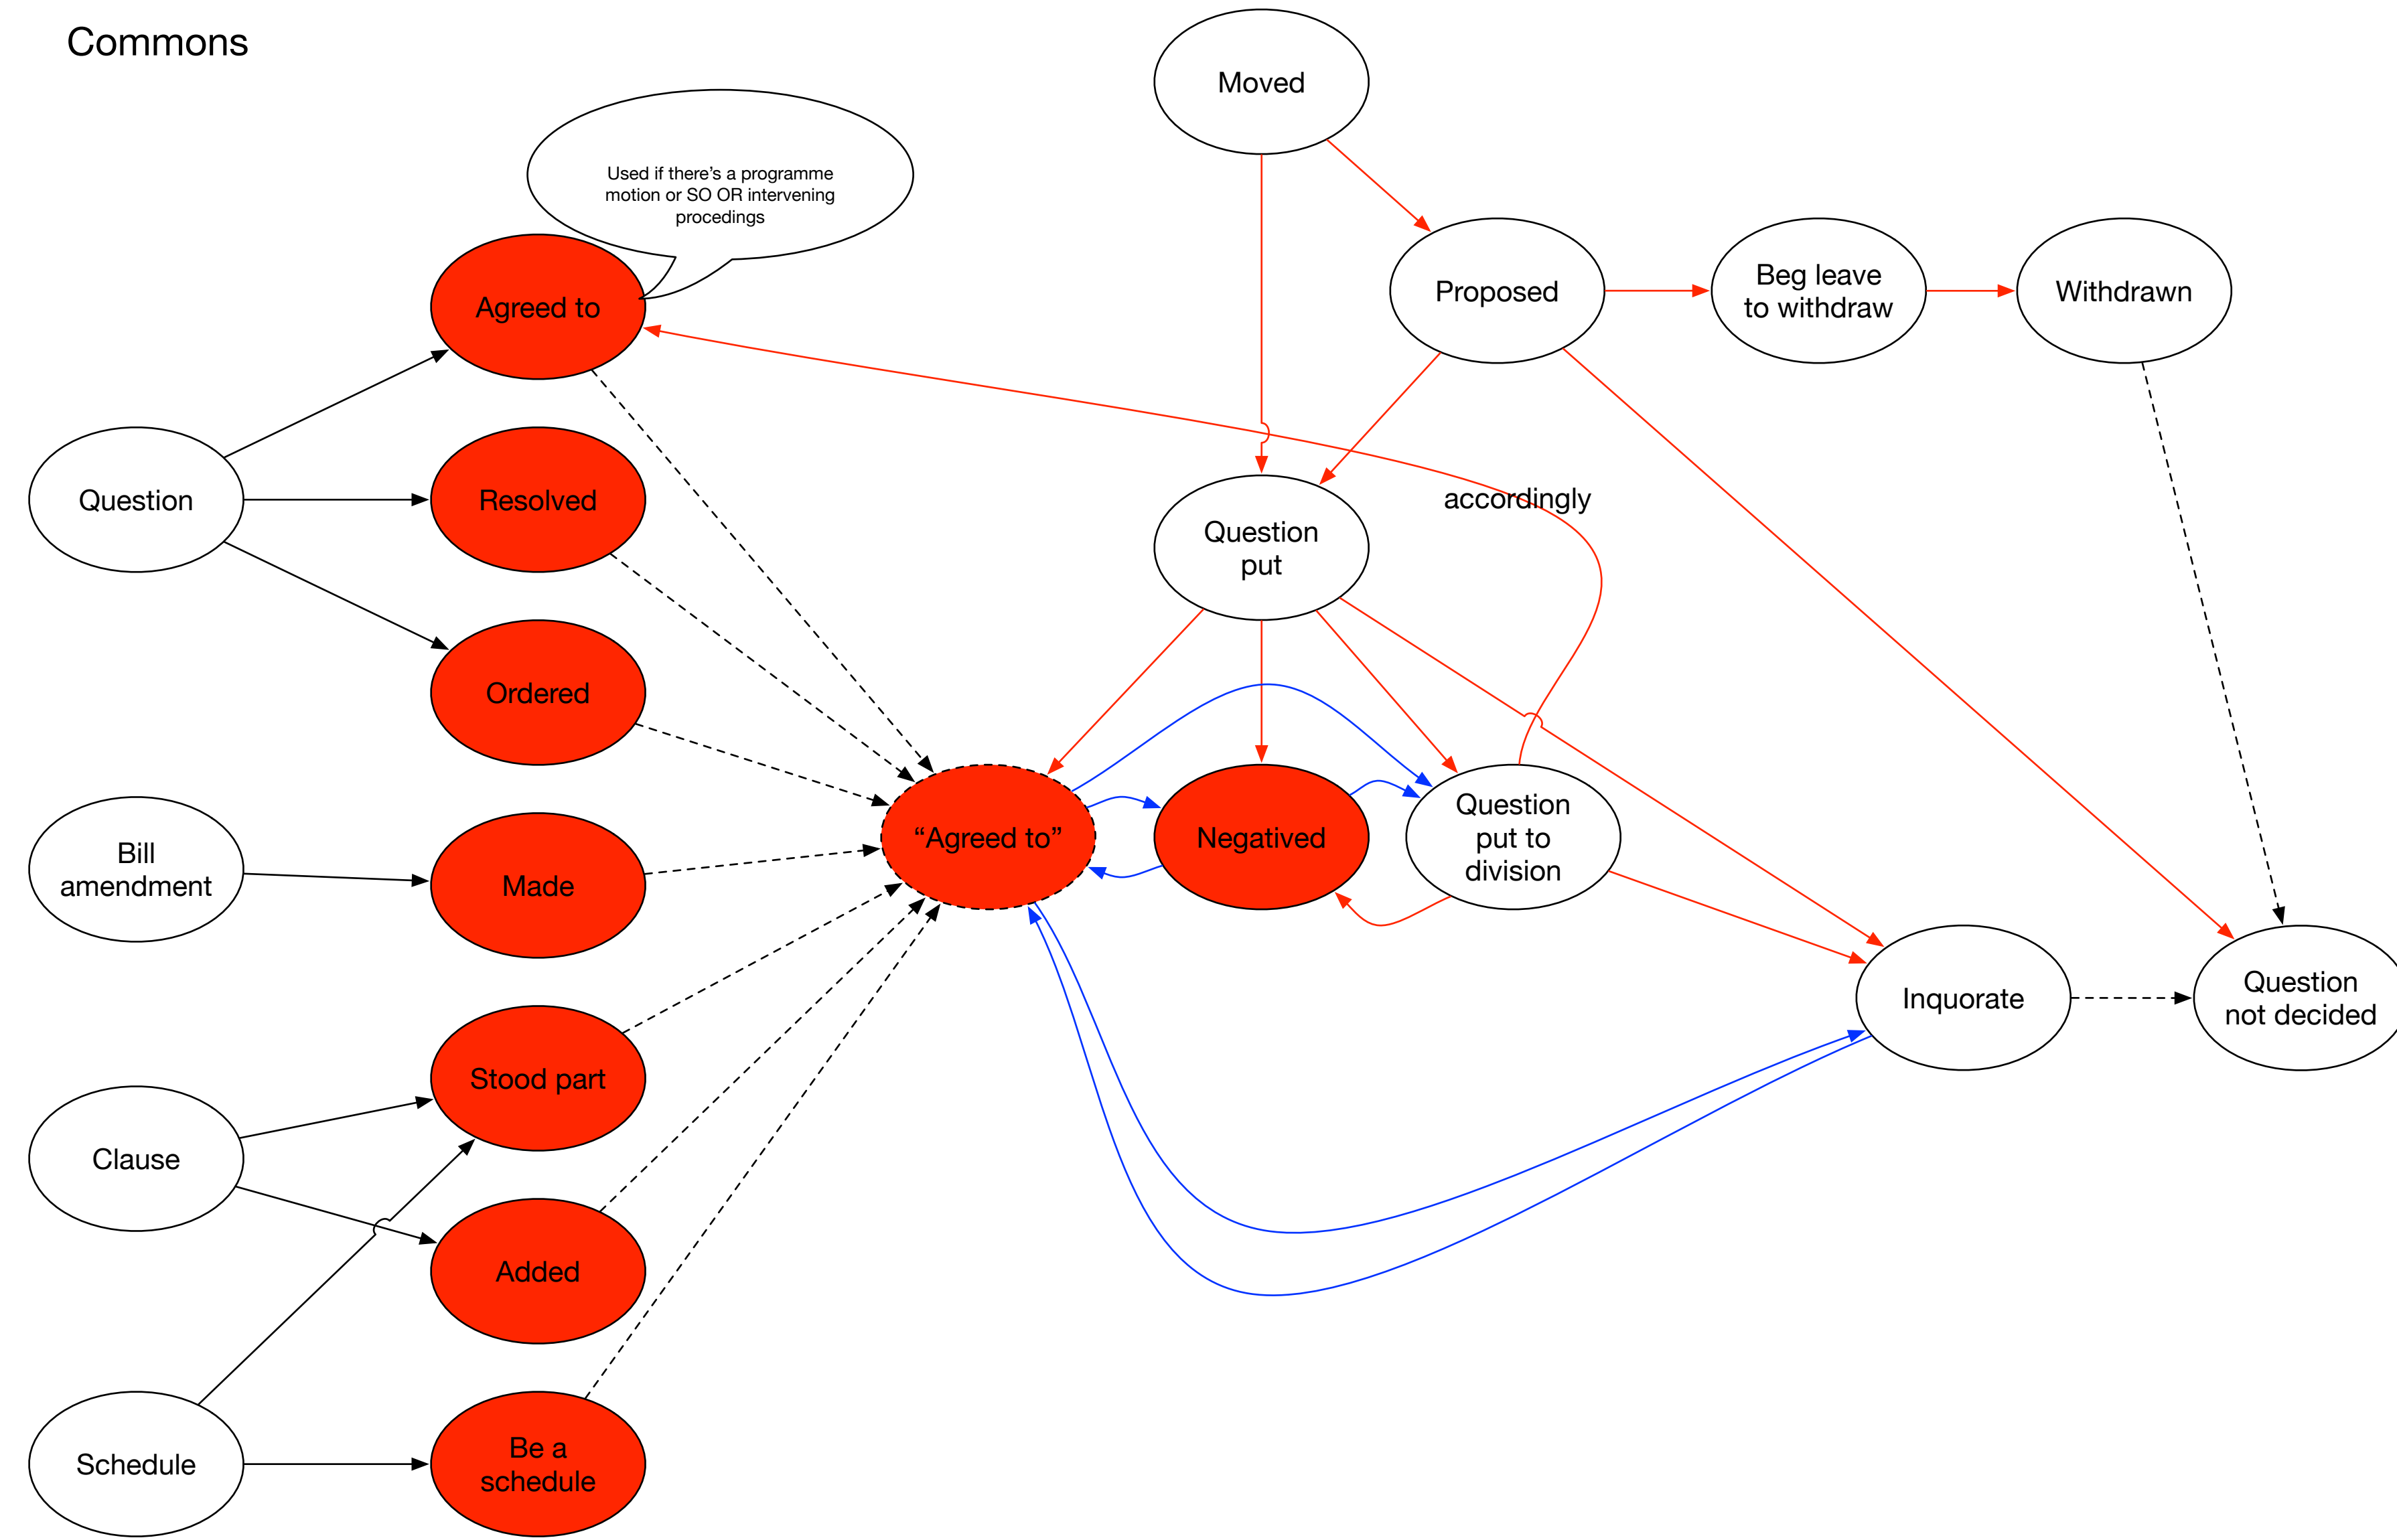 Commons
Moved
Used if there’s a programme
motion or SO OR intervening
procedings
Agreed to
Proposed
Beg leave
to withdraw
Withdrawn
Question
Resolved
accordingly
Question
put
Ordered
Bill
amendment
Made
“Agreed to”
Negatived
Question
put to
division
Stood part
Inquorate
Question
not decided
Clause
Added
Schedule
Be a
schedule